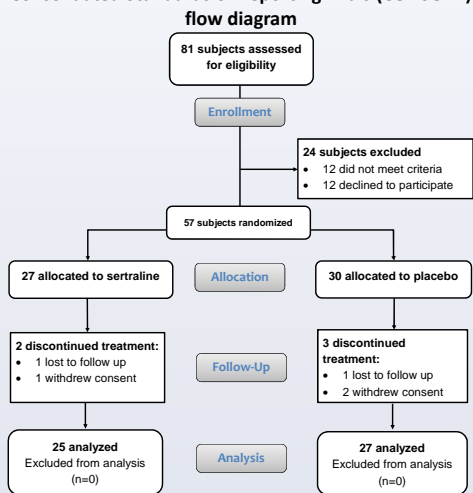 flow diagram
81 subjects assessed
for eligibility
Enrollment
24 subjects excluded
• 12 did not meet criteria
• 12 declined to participate
57 subjects randomized
27 allocated to sertraline
Allocation
30 allocated to placebo
2 discontinued treatment:
• 1 lost to follow up
• 1 withdrew consent
Follow-Up
3 discontinued
treatment:
• 1 lost to follow up
• 2 withdrew consent
25 analyzed
Excluded from analysis
(n=0)
Analysis
27 analyzed
Excluded from analysis
(n=0)